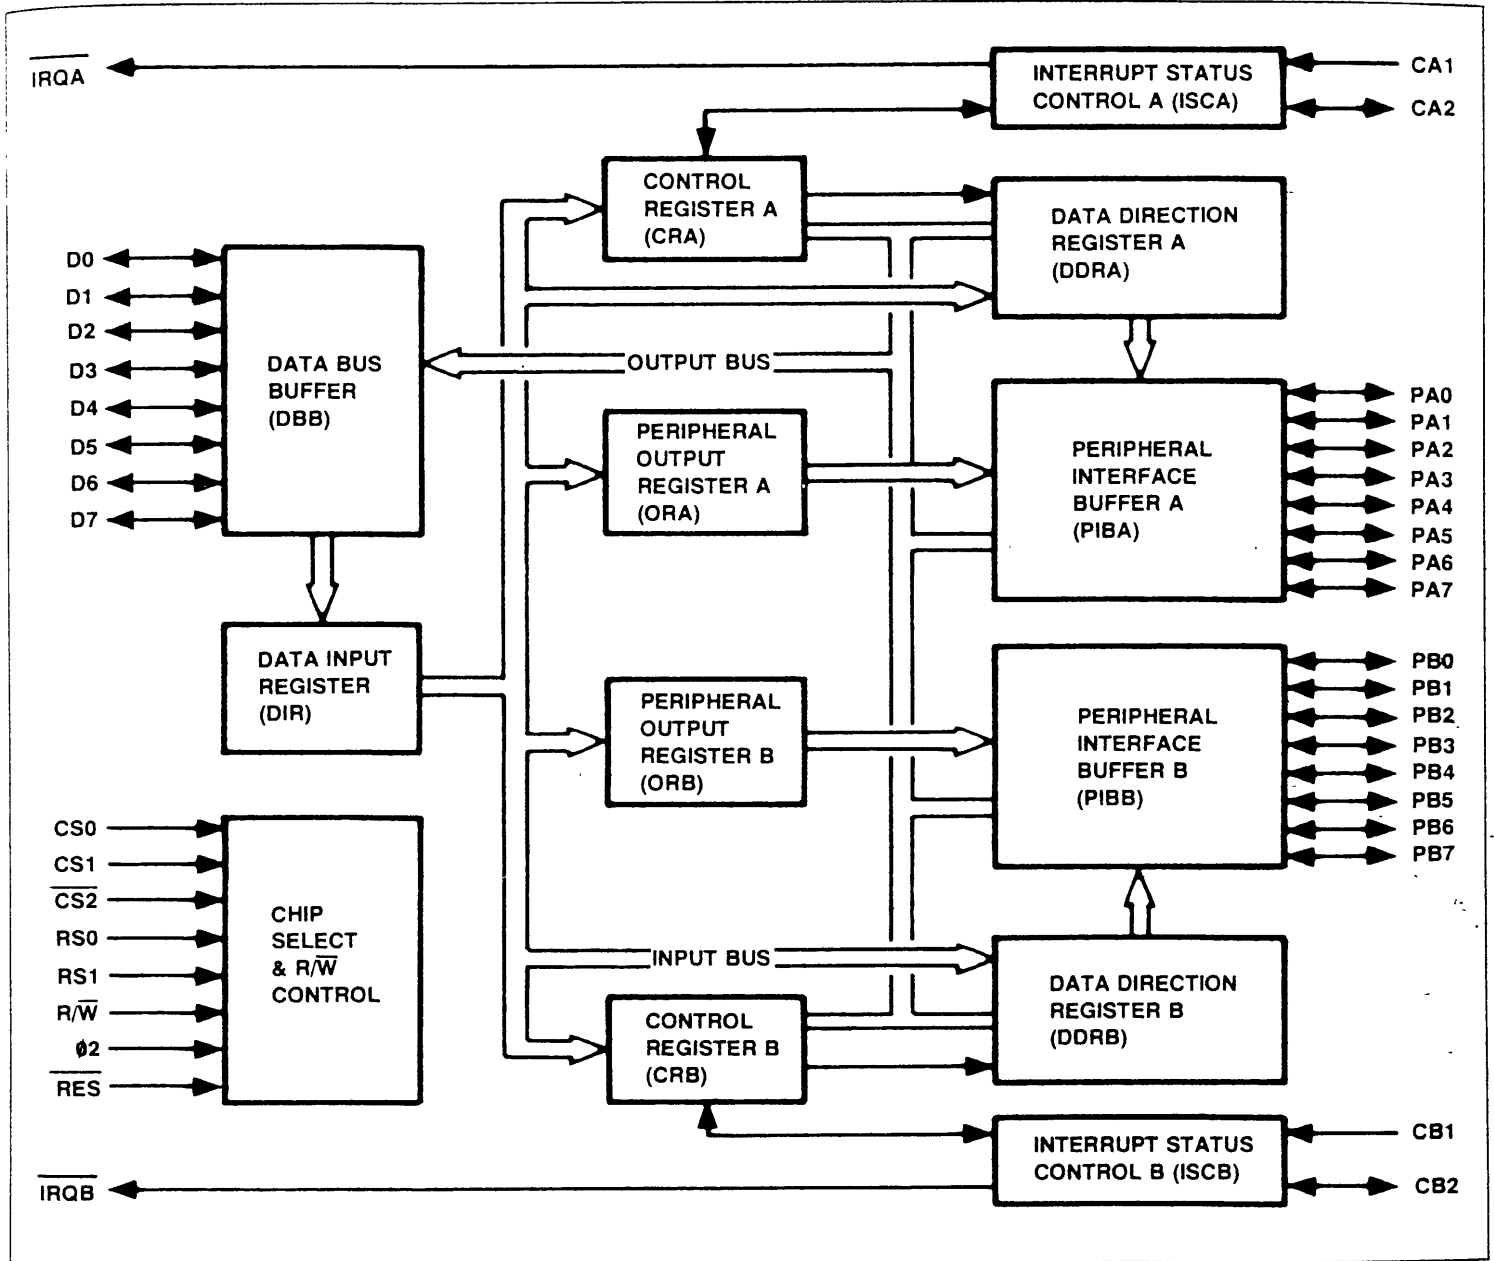 IRQA
INTERRUPT STATUS
CONTROL A (ISCA)
CA1
CA2
CONTROL
REGISTER A
(CRA)
DATA DIRECTION
REGISTER A
(DDRA)
D0
D1
D2
D3
D4
D5
D6
D7
DATA BUS
BUFFER
(DBB)
OUTPUT BUS
PERIPHERAL
OUTPUT
REGISTER A
(ORA)
PERIPHERAL
INTERFACE
BUFFER A
(PIBA)
PA0
PA1
PA2
PA3
PA4
PA5
PA6
PA7
DATA INPUT
REGISTER
(DIR)
PERIPHERAL
OUTPUT
REGISTER B
(ORB)
PERIPHERAL
INTERFACE
BUFFER B
(PIBB)
PB0
PB1
PB2
PB3
PB4
PB5
PB6
PB7
CS0
CS1
CS2
RS0
RS1
R/W
Ø2
RES
CHIP
SELECT
& R/W
CONTROL
INPUT BUS
CONTROL
REGISTER B
(CRB)
DATA DIRECTION
REGISTER B
(DDRB)
IRQB
INTERRUPT STATUS
CONTROL B (ISCB)
CB1
CB2